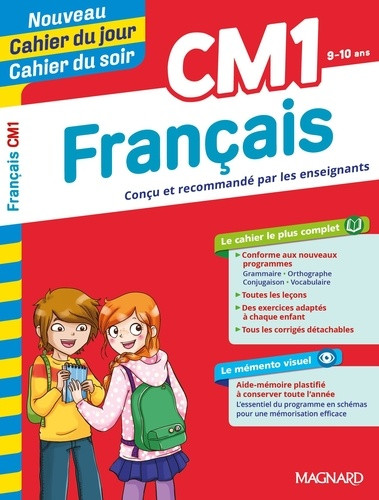 Nouveau
Cahier du jour
Cahier du soir
CM1
9-10 ans
Français
Conçu et recommandé par les enseignants
Français CM1
Le cahier le plus complet
Conforme aux nouveaux
programmes
Grammaire • Orthographe
Conjugaison • Vocabulaire
Toutes les leçons
Des exercices adaptés
à chaque enfant
Tous les corrigés détachables
Le mémento visuel
Aide-mémoire plastifié
à conserver toute l'année
L'essentiel du programme en schémas
pour une mémorisation efficace
MAGNARD